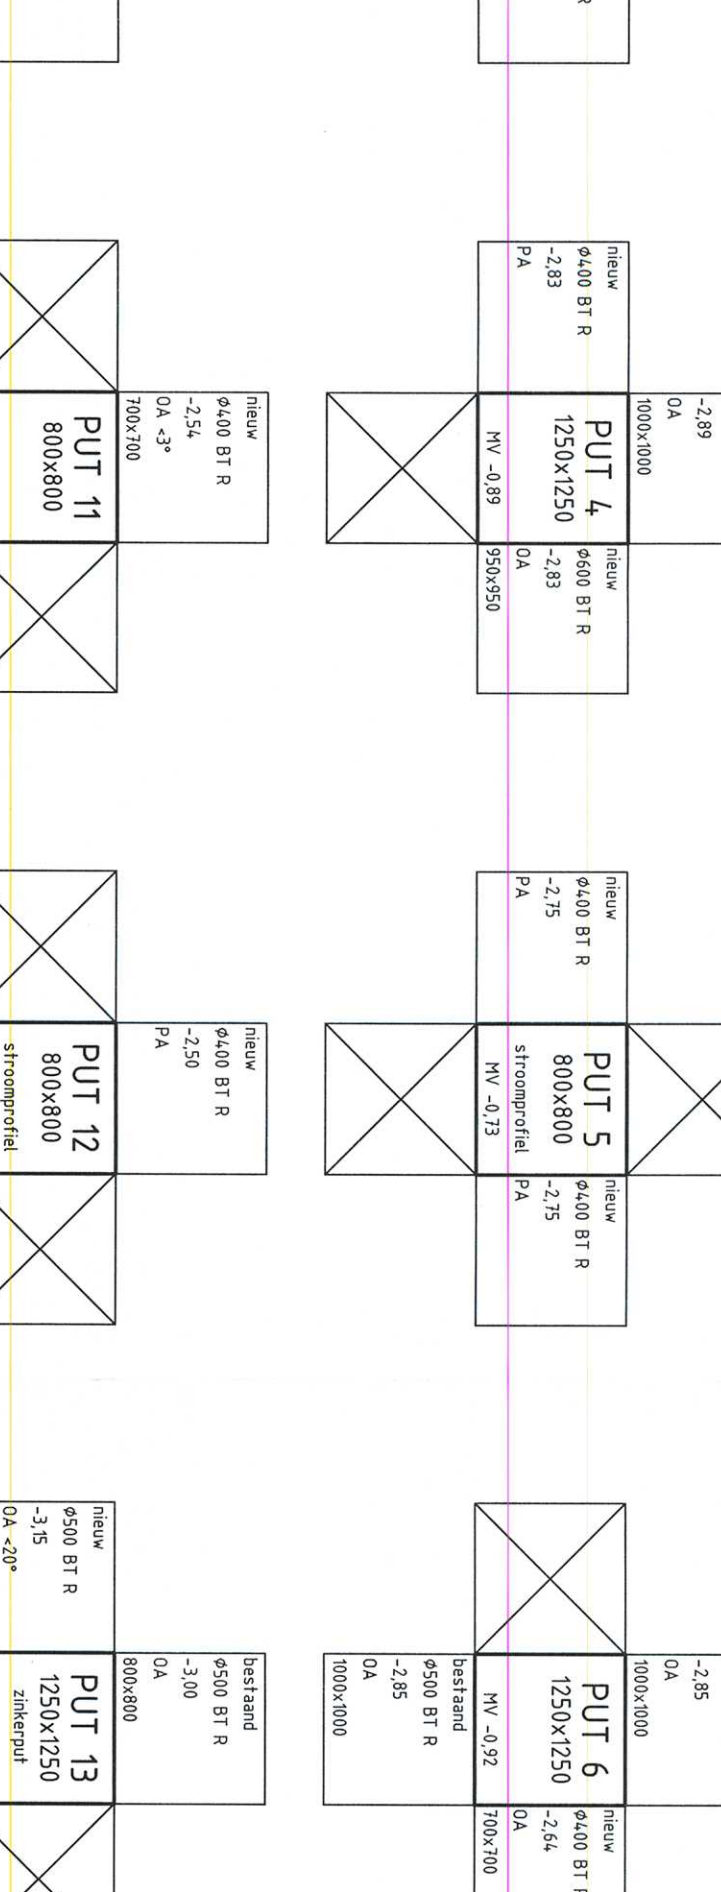 R
-2,89
OA
1000x1000
nieuw
ø400 BT R
-2,83
PA
PUT 4
1250x1250
MV -0,89
nieuw
ø600 BT R
-2,83
OA
950x950
nieuw
ø400 BT R
-2,75
PA
PUT 5
800x800
stroomprofiel
MV -0,73
nieuw
ø400 BT R
-2,75
PA
-2,85
OA
1000x1000
PUT 6
1250x1250
MV -0,92
nieuw
ø400 BT R
-2,64
OA
700x700
bestaand
ø500 BT R
-2,85
OA
1000x1000
nieuw
ø400 BT R
-2,54
OA <3°
700x700
PUT 11
800x800
nieuw
ø400 BT R
-2,50
PA
PUT 12
800x800
stroomprofiel
bestaand
ø500 BT R
-3,00
OA
800x800
nieuw
ø500 BT R
-3,15
OA <20°
PUT 13
1250x1250
zinkerput